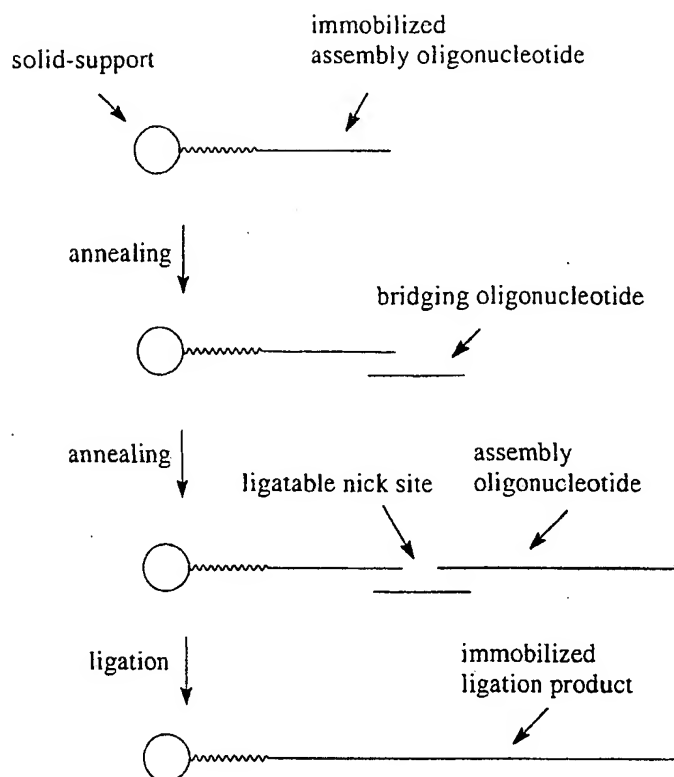 immobilized
assembly oligonucleotide
solid-support
annealing
bridging oligonucleotide
annealing
ligatable nick site
assembly
oligonucleotide
ligation
immobilized
ligation product